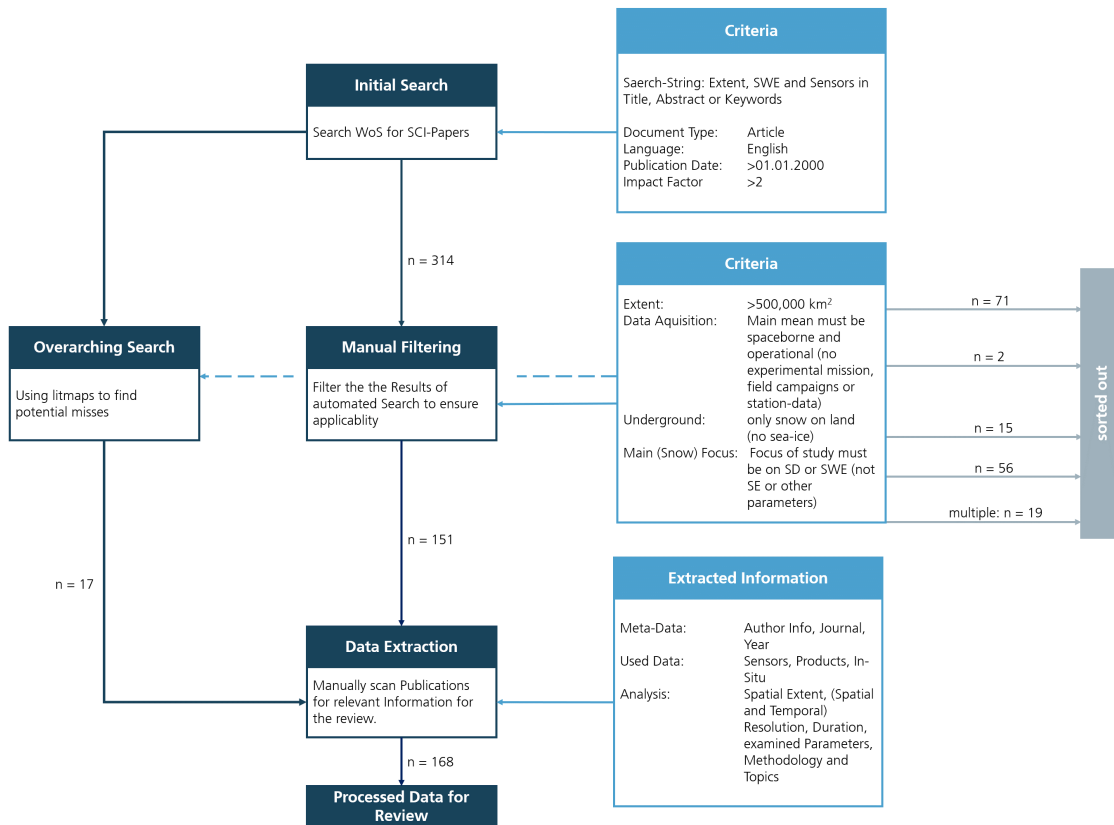 Criteria
Saerch-String: Extent, SWE and Sensors in
Title, Abstract or Keywords
Document Type: Article
Language: English
Publication Date: >01.01.2000
Impact Factor >2
Initial Search
Search WoS for SCI-Papers
n = 314
Criteria
Extent: >500,000 km²
Data Aquisition: Main mean must be
spaceborne and
operational (no
experimental mission,
field campaigns or
station-data)
Underground: only snow on land
(no sea-ice)
Main (Snow) Focus: Focus of study must
be on SD or SWE (not
SE or other
parameters)
n = 71
n = 2
n = 15
n = 56
multiple: n = 19
sorted out
Overarching Search
Using litmaps to find
potential misses
Manual Filtering
Filter the the Results of
automated Search to ensure
applicablity
n = 151
n = 17
Extracted Information
Meta-Data: Author Info, Journal,
Year
Used Data: Sensors, Products, In-
Situ
Analysis: Spatial Extent, (Spatial
and Temporal)
Resolution, Duration,
examined Parameters,
Methodology and
Topics
Data Extraction
Manually scan Publications
for relevant Information for
the review.
n = 168
Processed Data for
Review